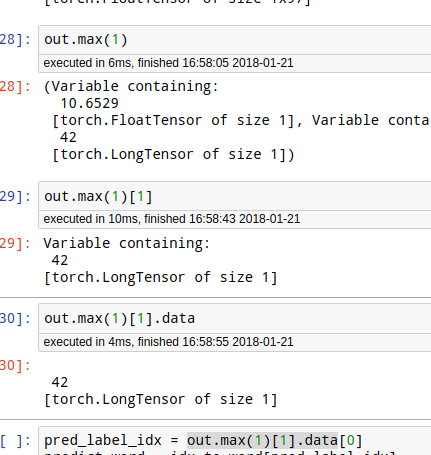 [torch.FloatTensor of size 1x97]
28]: out.max(1)
executed in 6ms, finished 16:58:05 2018-01-21
28]: (Variable containing:
10.6529
[torch.FloatTensor of size 1], Variable conta
42
[torch.LongTensor of size 1])
29]: out.max(1)[1]
executed in 10ms, finished 16:58:43 2018-01-21
29]: Variable containing:
42
[torch.LongTensor of size 1]
30]: out.max(1)[1].data
executed in 4ms, finished 16:58:55 2018-01-21
30]:
42
[torch.LongTensor of size 1]
[ ]: pred_label_idx = out.max(1)[1].data[0]
predict_word = idx_to_word[pred_label_idx]